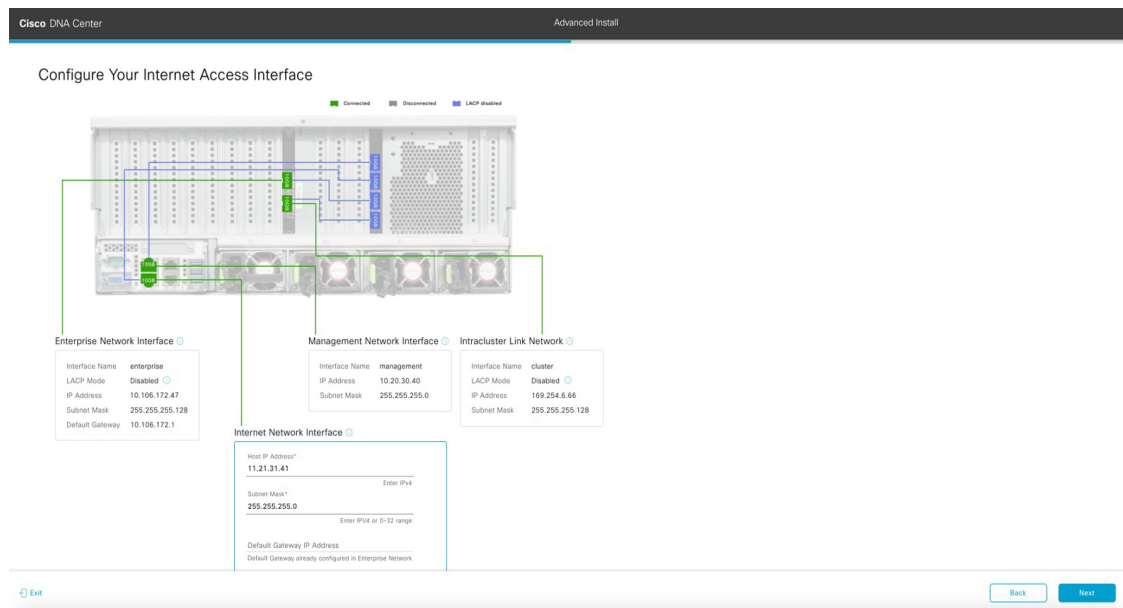 Cisco DNA Center
Advanced Install
Configure Your Internet Access Interface
Connected Disconnected LACP disabled
10GB
10GB
10GB
10GB
10GB
10GB
10GB
10GB
Enterprise Network Interface
Interface Name enterprise
LACP Mode Disabled
IP Address 10.106.172.47
Subnet Mask 255.255.255.128
Default Gateway 10.106.172.1
Management Network Interface
Interface Name management
IP Address 10.20.30.40
Subnet Mask 255.255.255.0
Intracluster Link Network
Interface Name cluster
LACP Mode Disabled
IP Address 169.254.6.66
Subnet Mask 255.255.255.128
Internet Network Interface
Host IP Address*
11.21.31.41
Enter IPv4
Subnet Mask*
255.255.255.0
Enter IPV4 or 0-32 range
Default Gateway IP Address
Default Gateway already configured in Enterprise Network
Exit
Back
Next